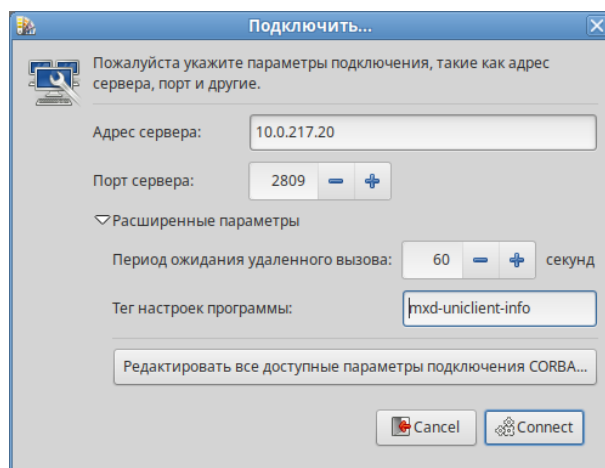 Подключить...
Пожалуйста укажите параметры подключения, такие как адрес
сервера, порт и другие.
Адрес сервера: 10.0.217.20
Порт сервера: 2809
Расширенные параметры
Период ожидания удаленного вызова: 60 секунд
Тег настроек программы: mxd-uniclient-info
Редактировать все доступные параметры подключения CORBA...
Cancel Connect